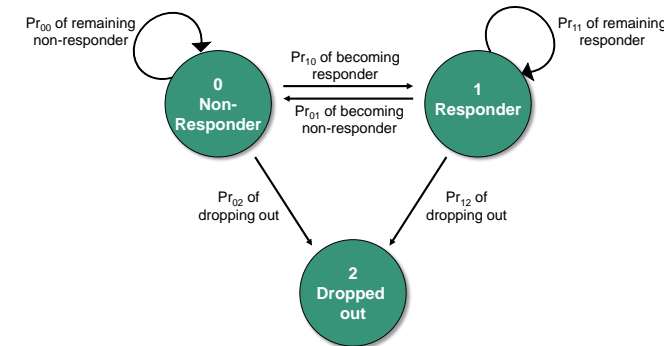 Pr₀₀ of remaining
non-responder
Pr₁₁ of remaining
responder
Pr₁₀ of becoming
responder
0
Non-
Responder
1
Responder
Pr₀₁ of becoming
non-responder
Pr₀₂ of
dropping out
Pr₁₂ of
dropping out
2
Dropped
out